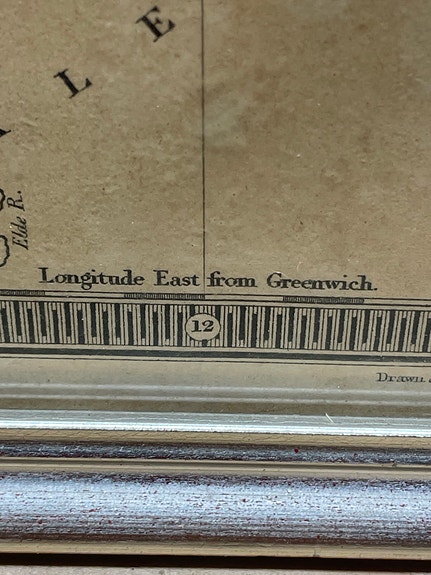 L E
Elde R.
Longitude East from Greenwich.
12
Drawn